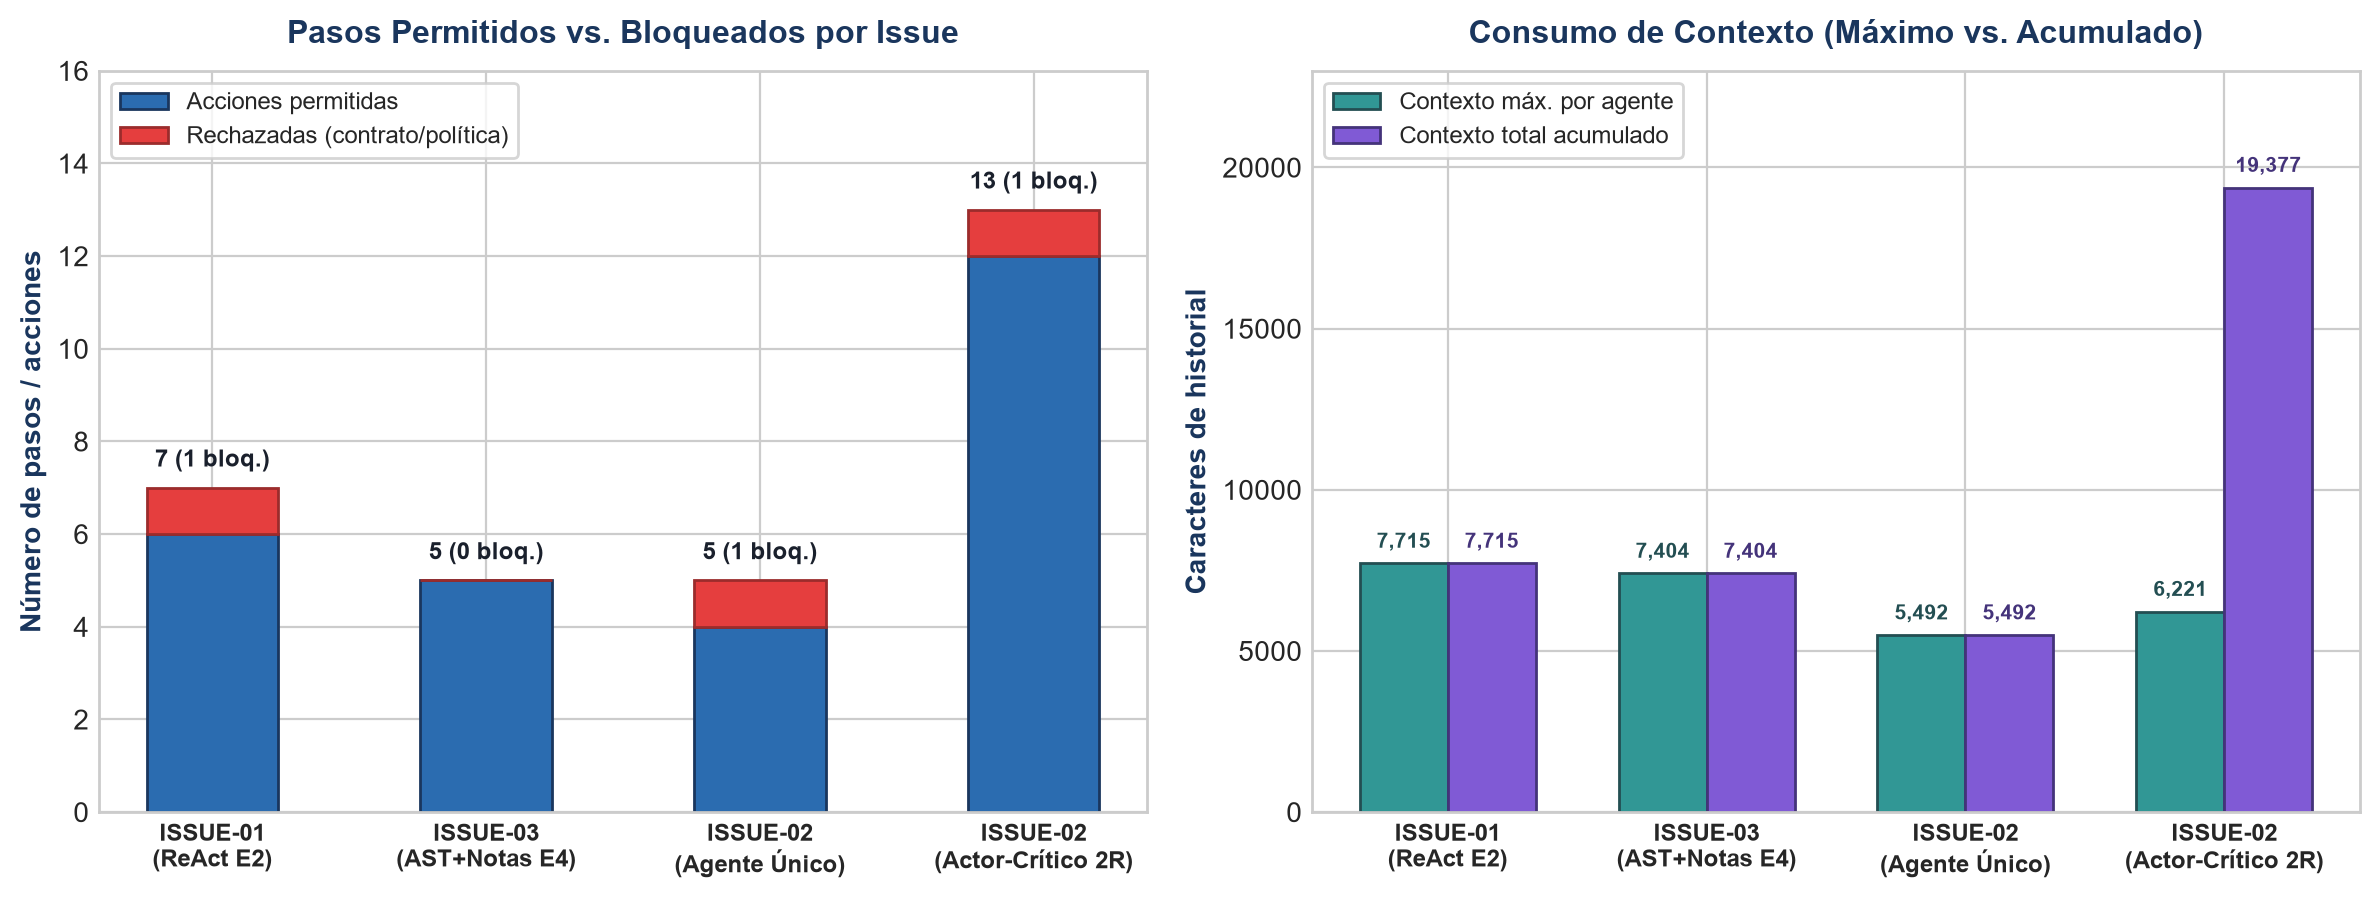 Pasos Permitidos vs. Bloqueados por Issue
Acciones permitidas
Rechazadas (contrato/política)
Número de pasos / acciones
16
14
12
10
8
6
4
2
0
7 (1 bloq.)
5 (0 bloq.)
5 (1 bloq.)
13 (1 bloq.)
ISSUE-01
(ReAct E2)
ISSUE-03
(AST+Notas E4)
ISSUE-02
(Agente Único)
ISSUE-02
(Actor-Crítico 2R)
Consumo de Contexto (Máximo vs. Acumulado)
Contexto máx. por agente
Contexto total acumulado
Caracteres de historial
20000
15000
10000
5000
0
7,715
7,715
7,404
7,404
5,492
5,492
6,221
19,377
ISSUE-01
(ReAct E2)
ISSUE-03
(AST+Notas E4)
ISSUE-02
(Agente Único)
ISSUE-02
(Actor-Crítico 2R)